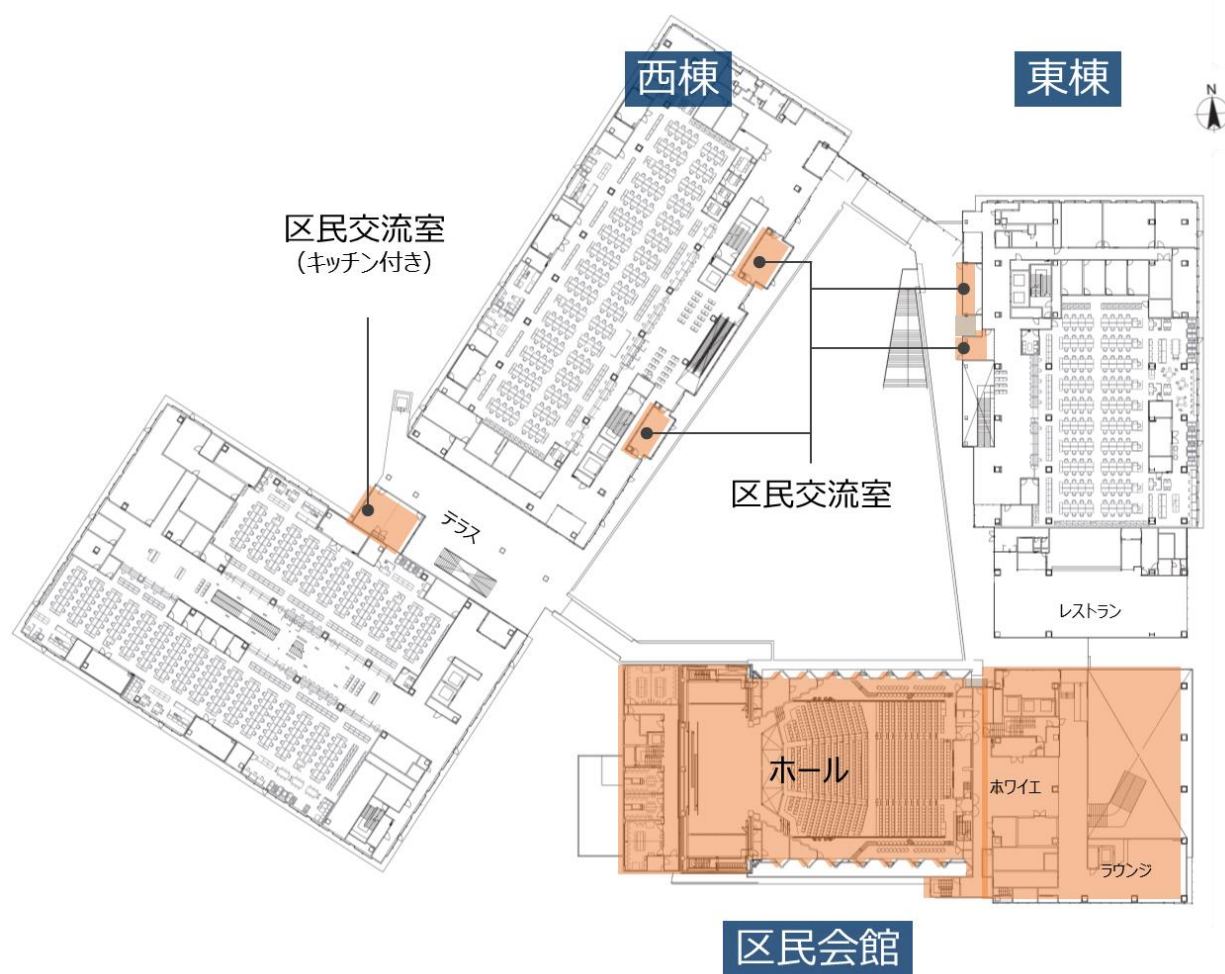 西棟
東棟
N
区民交流室
(キッチン付き)
区民交流室
テラス
レストラン
ホール
ホワイエ
ラウンジ
区民会館